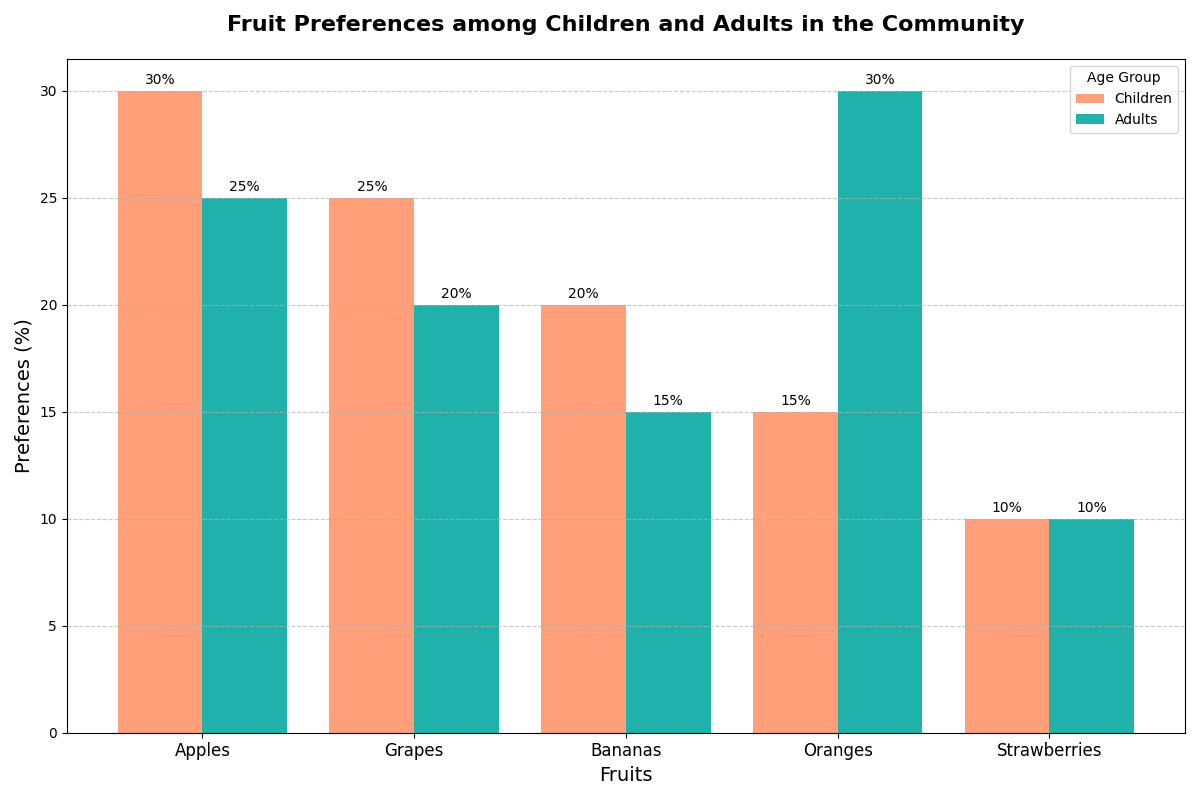 Fruit Preferences among Children and Adults in the Community
Age Group
Children
Adults
Preferences (%)
30
25
20
15
10
5
0
30%
25%
25%
20%
20%
15%
15%
30%
10%
10%
Apples
Grapes
Bananas
Oranges
Strawberries
Fruits